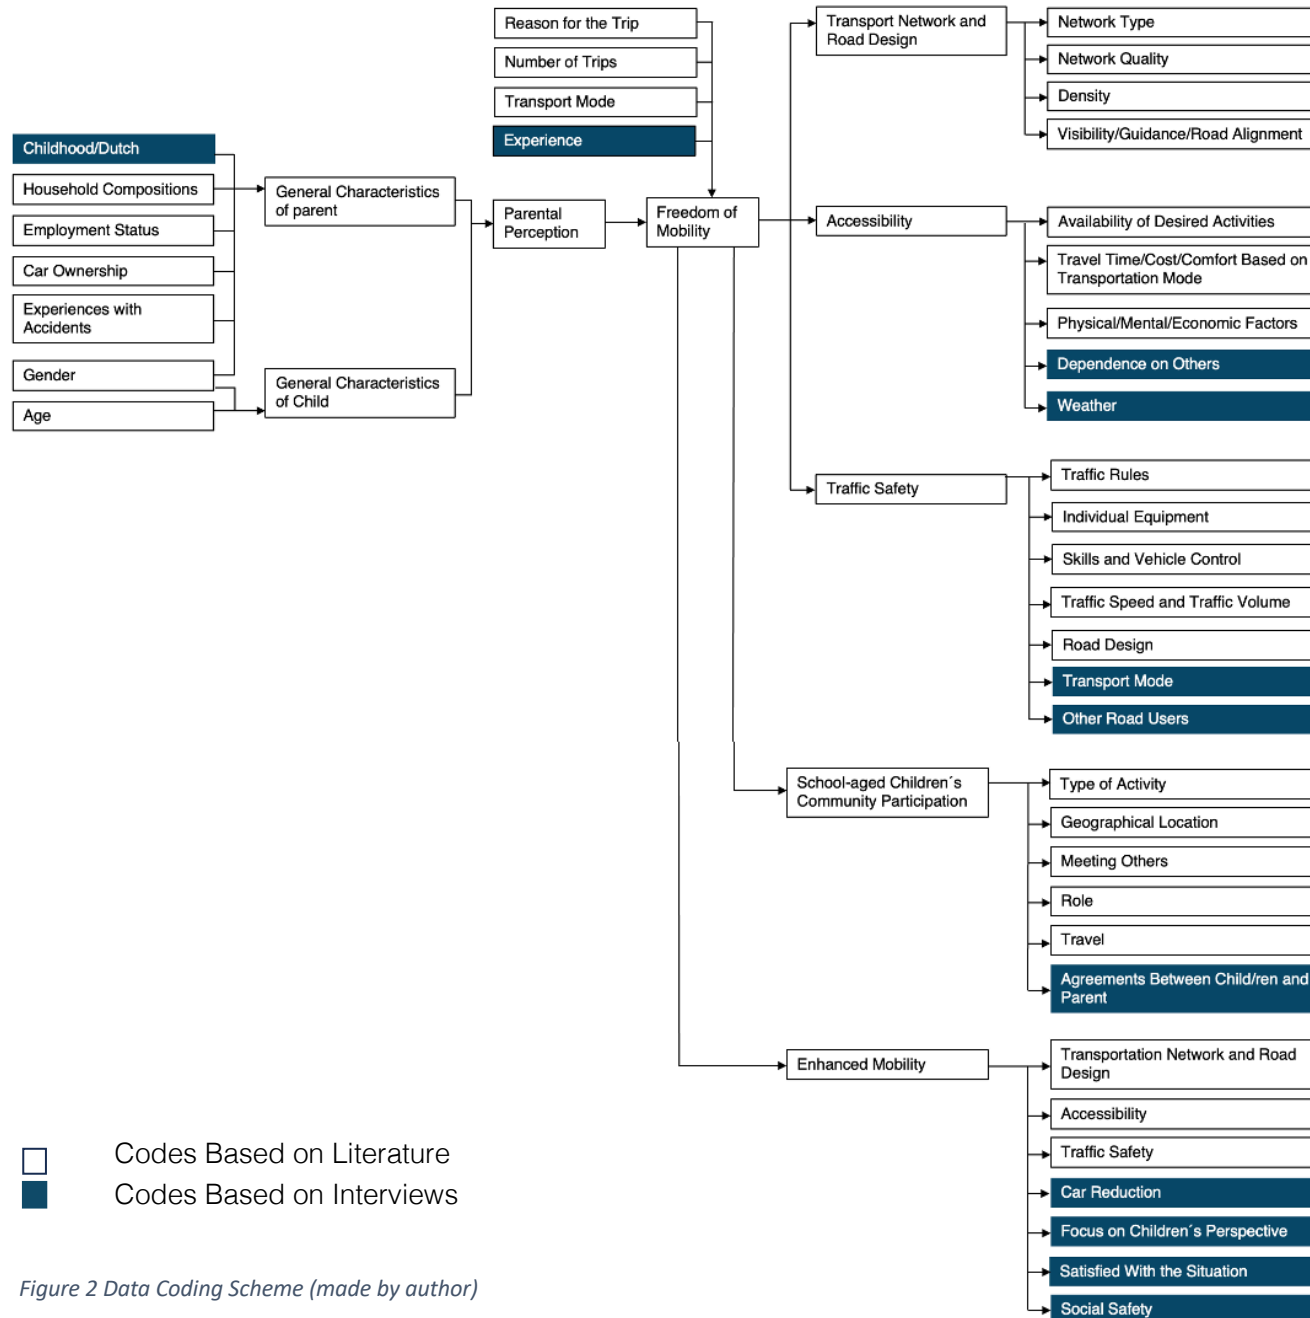 Reason for the Trip
Number of Trips
Transport Mode
Experience
Childhood/Dutch
Household Compositions
Employment Status
Car Ownership
Experiences with
Accidents
Gender
Age
General Characteristics
of parent
General Characteristics
of Child
Parental
Perception
Freedom of
Mobility
Transport Network and
Road Design
Network Type
Network Quality
Density
Visibility/Guidance/Road Alignment
Accessibility
Availability of Desired Activities
Travel Time/Cost/Comfort Based on
Transportation Mode
Physical/Mental/Economic Factors
Dependence on Others
Weather
Traffic Safety
Traffic Rules
Individual Equipment
Skills and Vehicle Control
Traffic Speed and Traffic Volume
Road Design
Transport Mode
Other Road Users
School-aged Children´s
Community Participation
Type of Activity
Geographical Location
Meeting Others
Role
Travel
Agreements Between Child/ren and
Parent
Enhanced Mobility
Transportation Network and Road
Design
Accessibility
Traffic Safety
Car Reduction
Focus on Children´s Perspective
Satisfied With the Situation
Social Safety
Codes Based on Literature
Codes Based on Interviews
Figure 2 Data Coding Scheme (made by author)